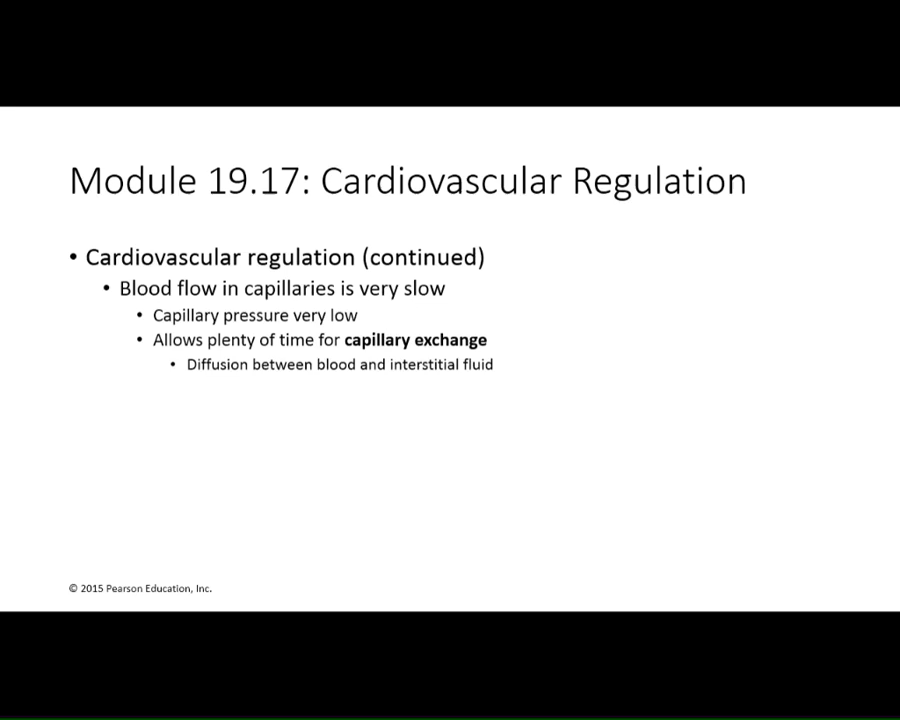 Module 19.17: Cardiovascular Regulation
• Cardiovascular regulation (continued)
• Blood flow in capillaries is very slow
• Capillary pressure very low
• Allows plenty of time for capillary exchange
• Diffusion between blood and interstitial fluid
© 2015 Pearson Education, Inc.